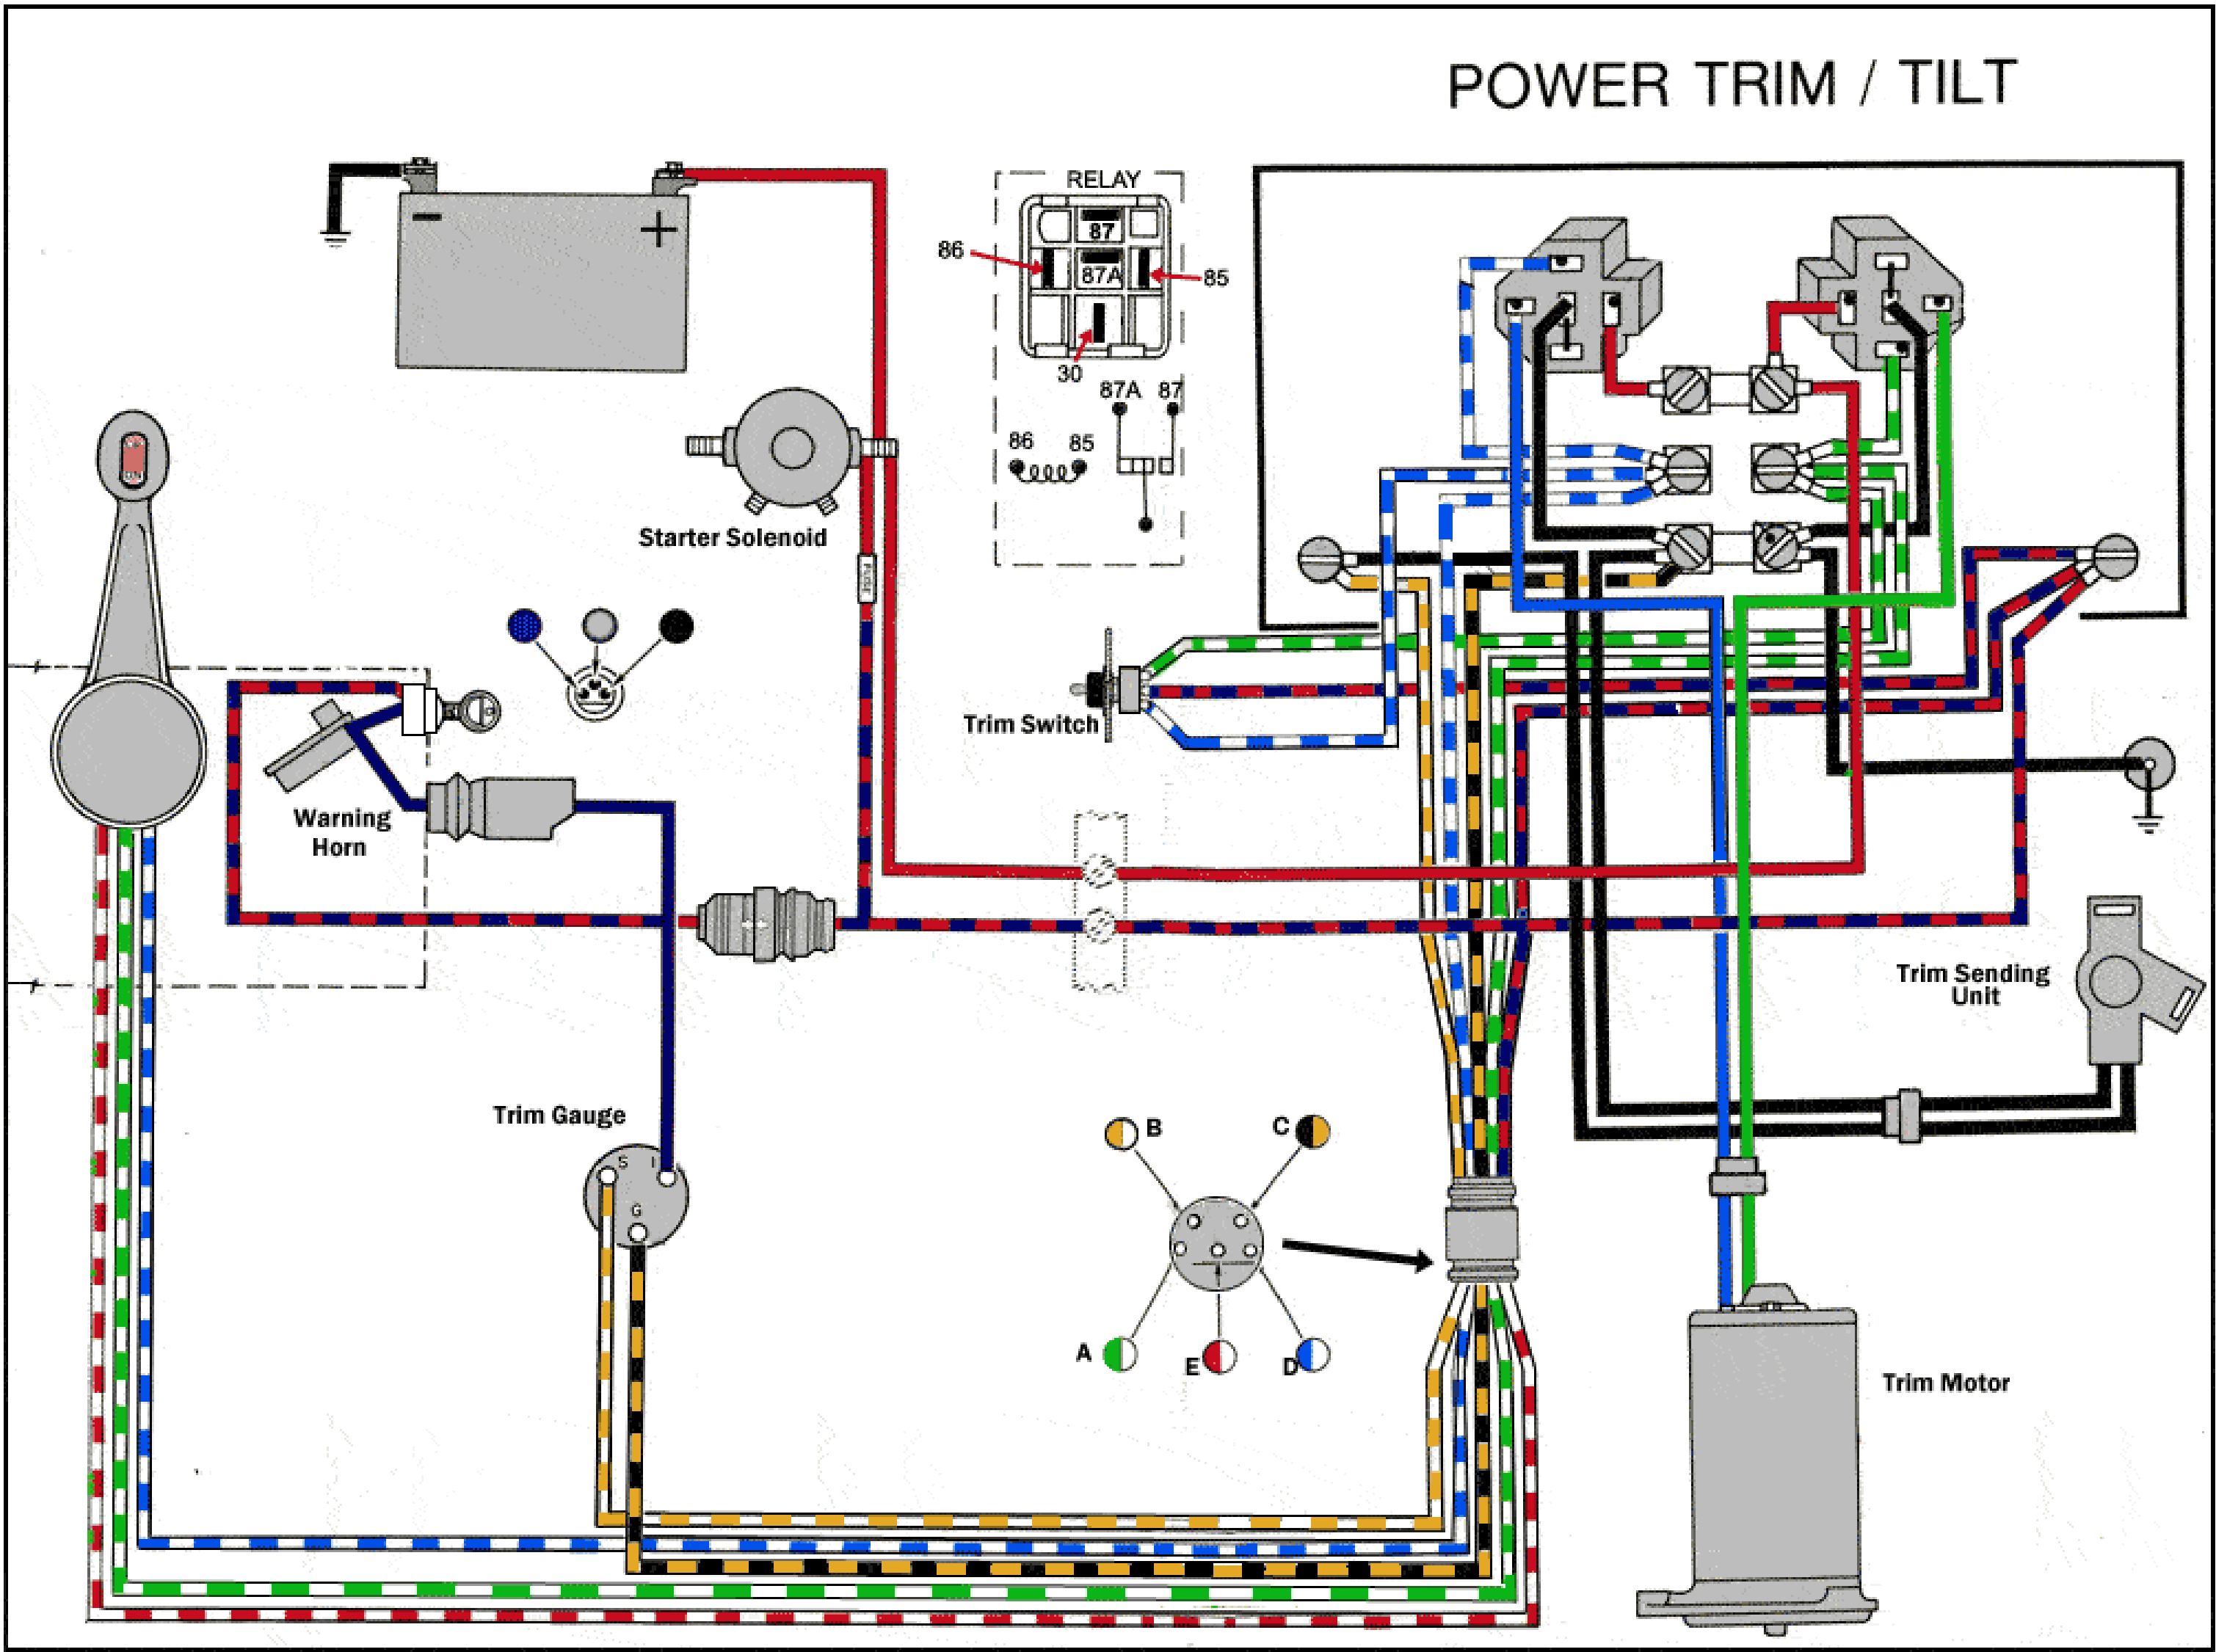 POWER TRIM / TILT
RELAY
87
86
87A
85
30
87A
87
86
85
−
+
Starter Solenoid
FUSE
Trim Switch
Warning
Horn
Trim Sending
Unit
Trim Gauge
S
I
G
B
C
A
E
D
Trim Motor